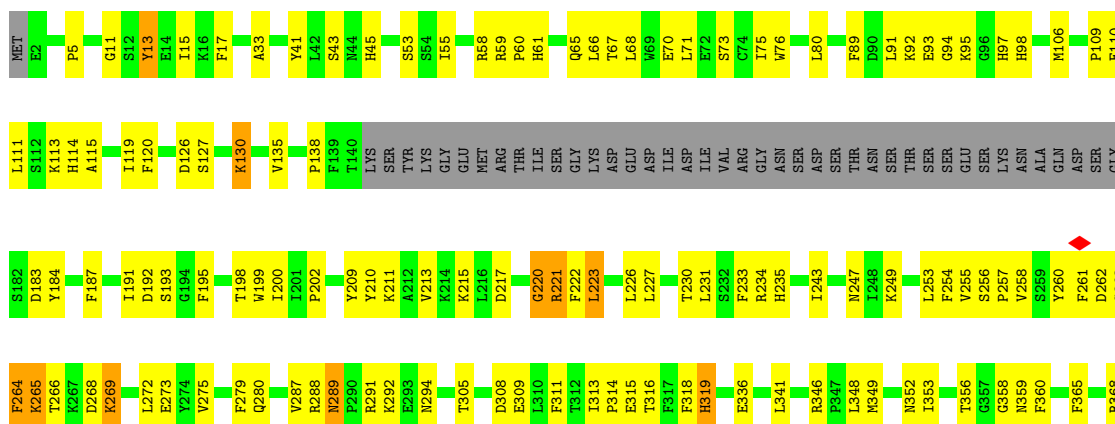 MET E2 P5 G11 S12 Y13 E14 I15 K16 F17 A33 Y41 L42 S43 N44 H45 S53 S54 I55 R58 R59 P60 H61 Q65 L66 T67 L68 W69 E70 L71 E72 S73 C74 I75 W76 L80 F89 D90 L91 K92 E93 G94 K95 G96 H97 H98 M106 P109
L111 S112 K113 H114 A115 I119 F120 D126 S127 K130 V135 P138 F139 T140 LYS SER TYR LYS GLY GLU MET ARG THR ILE SER GLY LYS ASP GLU ASP ILE ASP ILE VAL ARG GLY ASN SER ASP SER THR ASN SER THR SER SER GLU SER LYS ASN ALA GLN ASP SER GLY
S182 D183 Y184 F187 I191 D192 S193 G194 F195 T198 W199 I200 I201 P202 Y209 Y210 K211 A212 V213 K214 K215 L216 D217 G220 R221 F222 L223 L226 L227 T230 L231 S232 F233 R234 H235 I243 N247 I248 K249 L253 F254 V255 S256 P257 V258 S259 Y260 F261 D262
F264 K265 T266 K267 D268 K269 L272 E273 Y274 V275 F279 Q280 V287 R288 N289 P290 R291 K292 E293 N294 T305 D308 E309 L310 F311 T312 I313 P314 E315 T316 F317 F318 H319 E336 L341 R346 P347 L348 M349 N352 I353 T356 G357 G358 N359 F360 F365